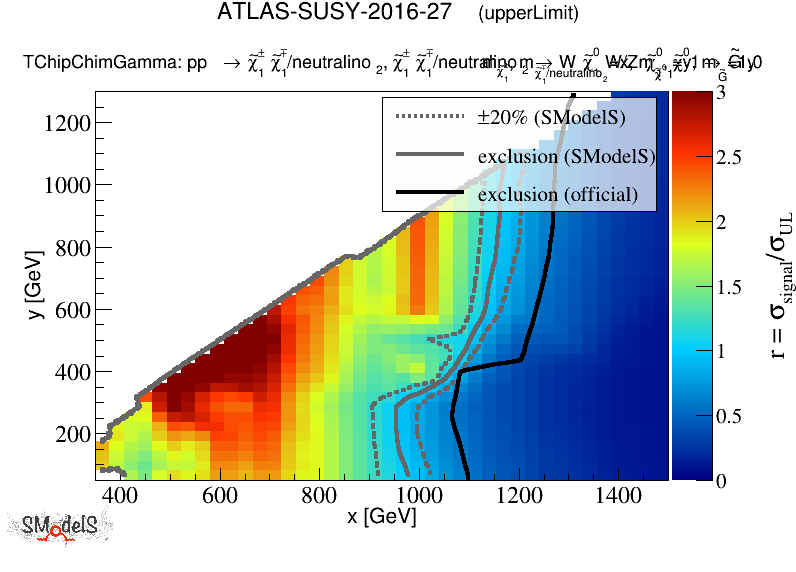 ATLAS-SUSY-2016-27 (upperLimit)
TChipChimGamma: pp → χ̃₁± χ̃₁∓/neutralino ₂, χ̃₁± χ̃₁∓/neutralino ₂ → W χ̃₁⁰
3
2.5
2
1.5
1
0.5
0
r = σsignal/σUL
±20% (SModelS)
exclusion (SModelS)
exclusion (official)
1200
1000
800
600
400
200
y [GeV]
400 600 800 1000 1200 1400
x [GeV]
SModelS